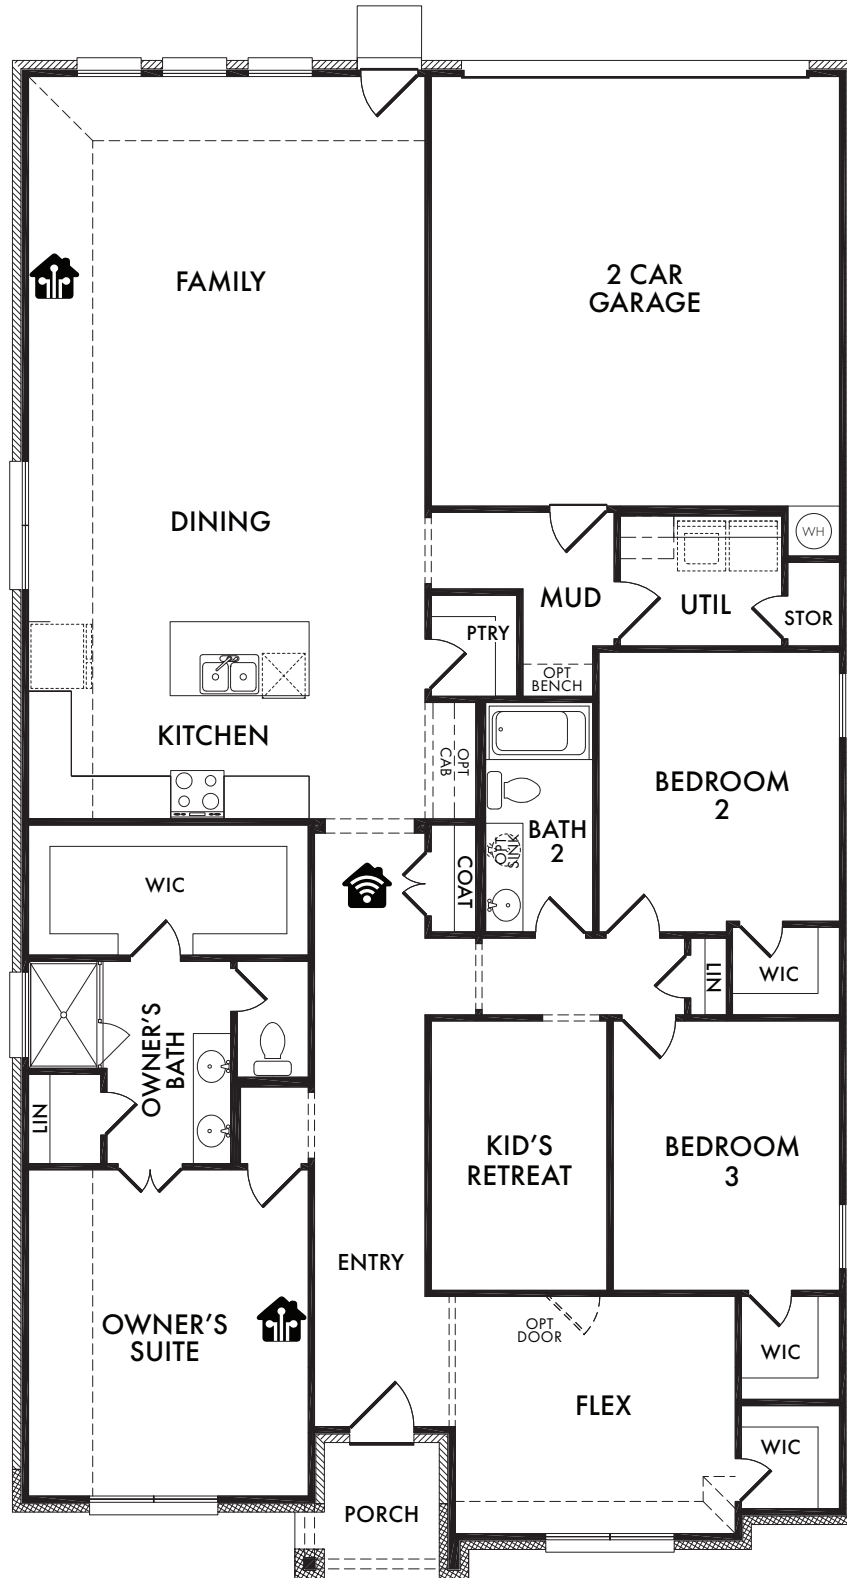 FAMILY
2 CAR
GARAGE
DINING
WH
MUD
UTIL
STOR
PTRY
OPT
BENCH
KITCHEN
OPT
CAB
BEDROOM
2
BATH
2
OPT
SINK
WIC
COAT
WIC
LIN
OWNER'S
BATH
LIN
KID'S
RETREAT
BEDROOM
3
ENTRY
OWNER'S
SUITE
OPT
DOOR
WIC
FLEX
WIC
PORCH